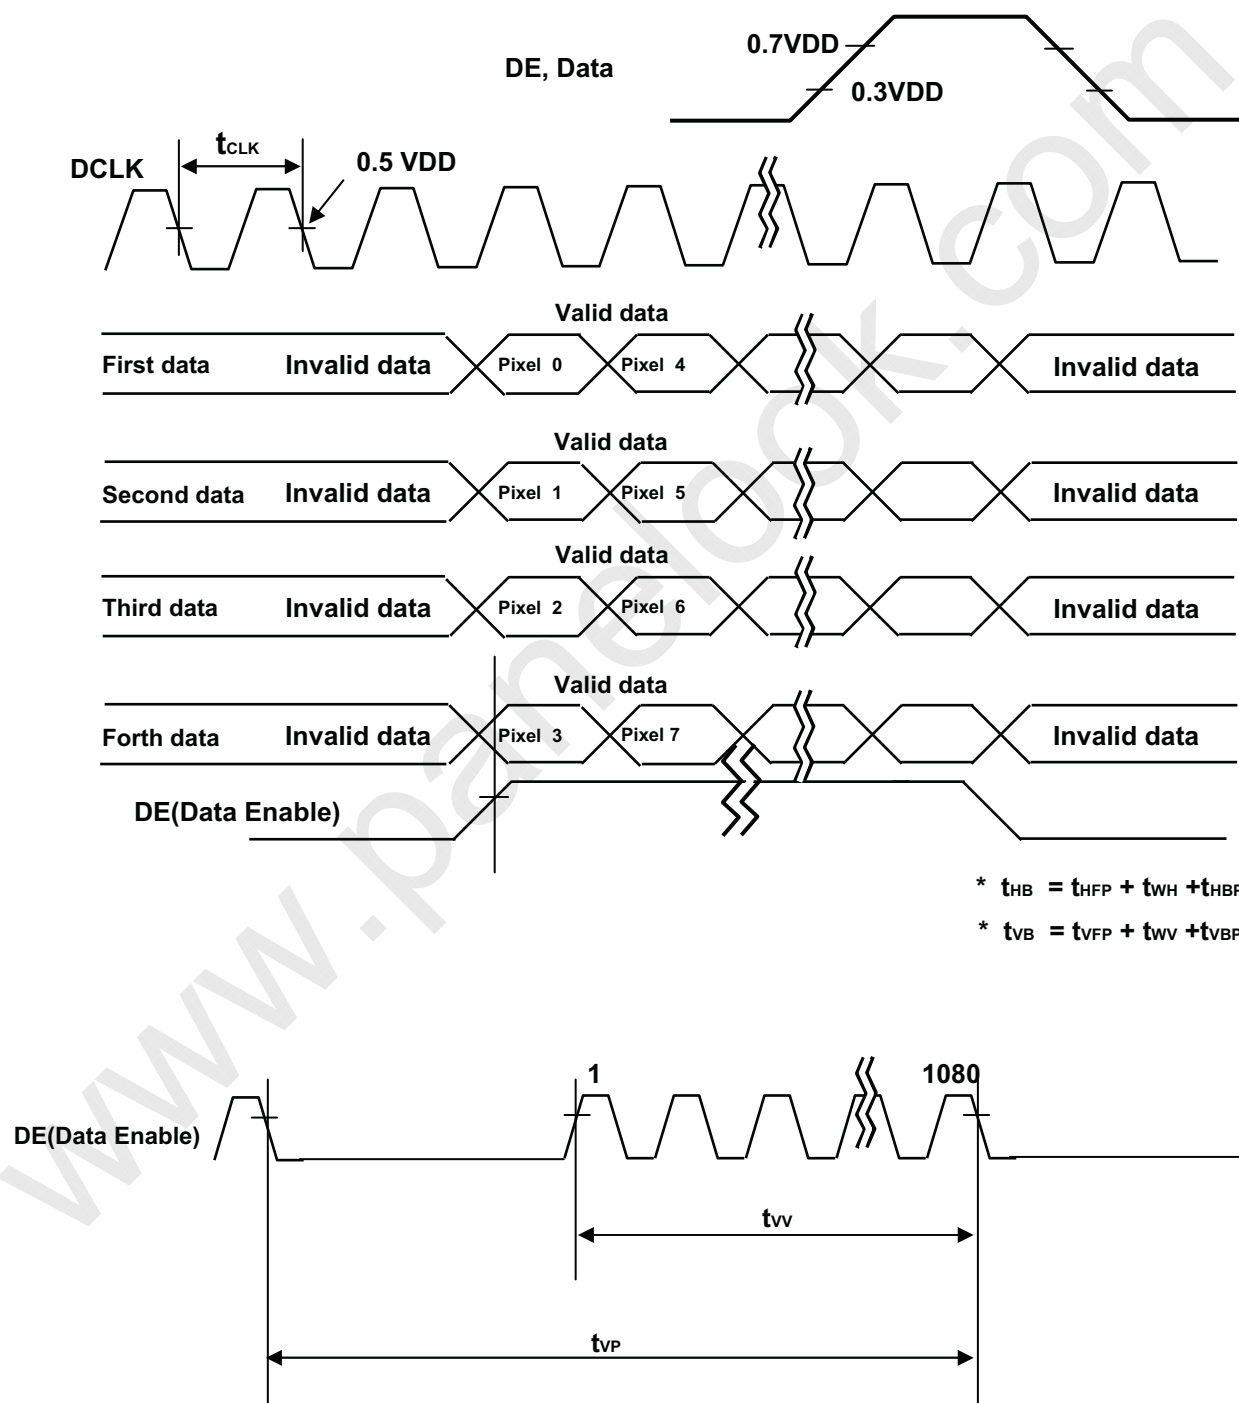 0.7VDD
DE, Data
0.3VDD
tCLK
DCLK
0.5 VDD
Valid data
First data Invalid data Pixel 0 Pixel 4 Invalid data
Valid data
Second data Invalid data Pixel 1 Pixel 5 Invalid data
Valid data
Third data Invalid data Pixel 2 Pixel 6 Invalid data
Valid data
Forth data Invalid data Pixel 3 Pixel 7 Invalid data
DE(Data Enable)
* tHB = tHFP + tWH +tHBP
* tVB = tVFP + tWV +tVBP
1 1080
DE(Data Enable)
tVV
tVP
www.panelook.com